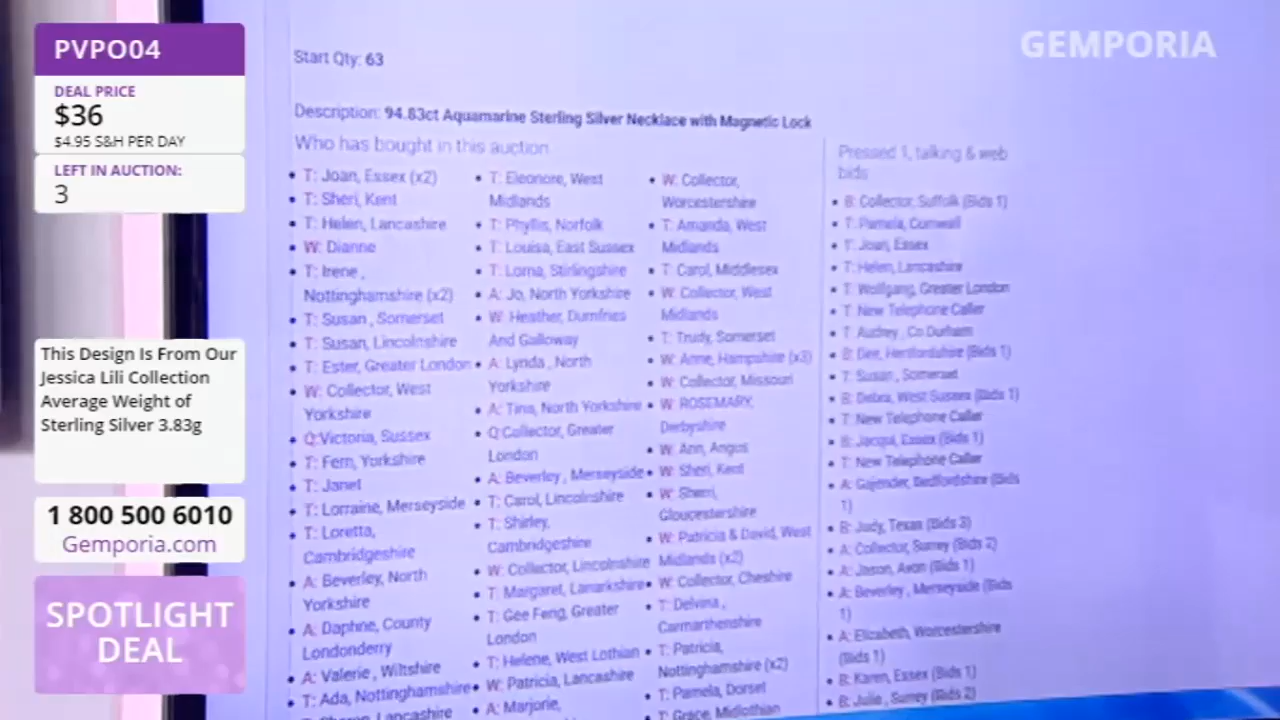 PVPO04
DEAL PRICE
$36
$4.95 S&H PER DAY
LEFT IN AUCTION:
3
This Design Is From Our
Jessica Lili Collection
Average Weight of
Sterling Silver 3.83g
1 800 500 6010
Gemporia.com
SPOTLIGHT
DEAL
GEMPORIA
Start Qty: 63
Description: 94.83ct Aquamarine Sterling Silver Necklace with Magnetic Lock
Who has bought in this auction
T: Joan, Essex (x2)
T: Sheri, Kent
T: Helen, Lancashire
W: Dianne
T: Irene ,
Nottinghamshire (x2)
T: Susan , Somerset
T: Susan, Lincolnshire
T: Ester, Greater London
W: Collector, West
Yorkshire
Q:Victoria, Sussex
T: Fern, Yorkshire
T: Janet
T: Lorraine, Merseyside
T: Loretta,
Cambridgeshire
A: Beverley, North
Yorkshire
A: Daphne, County
Londonderry
A: Valerie , Wiltshire
T: Ada, Nottinghamshire
T: Sharon, Lancashire
T: Eleonore, West
Midlands
T: Phyllis, Norfolk
T: Louisa, East Sussex
T: Lorna, Stirlingshire
A: Jo, North Yorkshire
W: Heather, Dumfries
And Galloway
A: Lynda , North
Yorkshire
A: Tina, North Yorkshire
Q:Collector, Greater
London
A: Beverley, Merseyside
T: Carol, Lincolnshire
T: Shirley,
Cambridgeshire
W: Collector, Lincolnshire
T: Margaret, Lanarkshire
T: Gee Feng, Greater
London
T: Helene, West Lothian
W: Patricia, Lancashire
A: Marjorie,
W: Collector,
Worcestershire
T: Amanda, West
Midlands
T: Carol, Middlesex
W: Collector, West
Midlands
T: Trudy, Somerset
W: Anne, Hampshire (x3)
W: Collector, Missouri
W: ROSEMARY,
Derbyshire
W: Ann, Angus
W: Sheri, Kent
W: Sherri,
Gloucestershire
W: Patricia & David, West
Midlands (x2)
W: Collector, Cheshire
T: Delvina ,
Carmarthenshire
T: Patricia,
Nottinghamshire (x2)
T: Pamela, Dorset
T: Grace, Midlothian
Pressed 1, talking & web
bids
B: Collector, Suffolk (Bids 1)
T: Pamela, Cornwall
T: Joan, Essex
T: Helen, Lancashire
T: Wolfgang, Greater London
T: New Telephone Caller
T: Audrey , Co Durham
B: Dee, Hertfordshire (Bids 1)
T: Susan , Somerset
B: Debra, West Sussex (Bids 1)
T: New Telephone Caller
B: Jacqui, Essex (Bids 1)
T: New Telephone Caller
A: Gajender, Bedfordshire (Bids
1)
B: Judy, Texas (Bids 3)
A: Collector, Surrey (Bids 2)
A: Jason, Avon (Bids 1)
A: Beverley , Merseyside (Bids
1)
A: Elizabeth, Worcestershire
(Bids 1)
B: Karen, Essex (Bids 1)
B: Julie , Surrey (Bids 2)